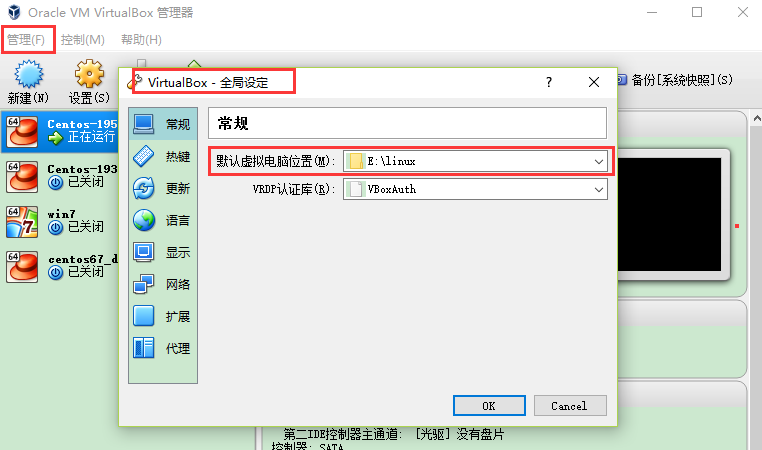 Oracle VM VirtualBox 管理器
管理(F) 控制(M) 帮助(H)
新建(N) 设置(S) 备份[系统快照](S)
VirtualBox - 全局设定
64 Centos-195
正在运行
64 Centos-193
已关闭
64 win7
已关闭
64 centos67_d
已关闭
常规
热键
更新
语言
显示
网络
扩展
代理
常规
默认虚拟电脑位置(M): E:\linux
VRDP认证库(R): VBoxAuth
OK Cancel
第二IDE控制器主通道: [光驱] 没有盘片
控制器: SATA